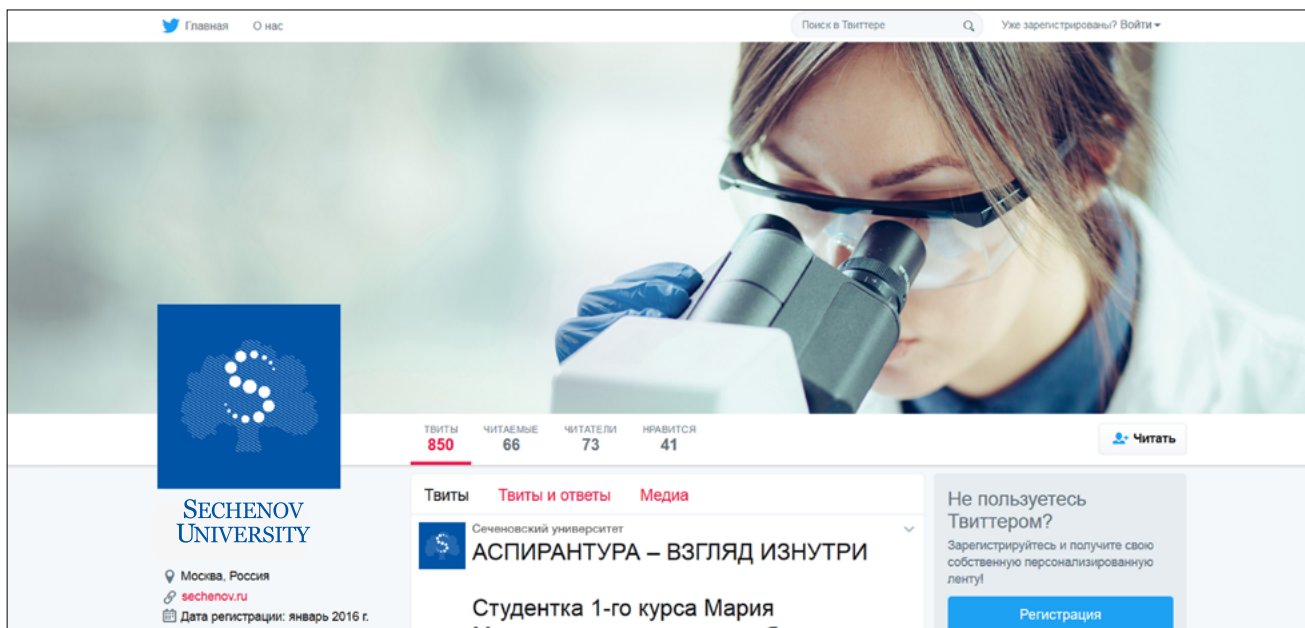 Главная О нас
Поиск в Твиттере
Уже зарегистрированы? Войти
ТВИТЫ ЧИТАЕМЫЕ ЧИТАТЕЛИ НРАВИТСЯ
850 66 73 41
Читать
SECHENOV
UNIVERSITY
Москва, Россия
sechenov.ru
Дата регистрации: январь 2016 г.
Твиты Твиты и ответы Медиа
Сеченовский университет
АСПИРАНТУРА – ВЗГЛЯД ИЗНУТРИ
Студентка 1-го курса Мария
Не пользуетесь
Твиттером?
Зарегистрируйтесь и получите свою
собственную персонализированную
ленту!
Регистрация